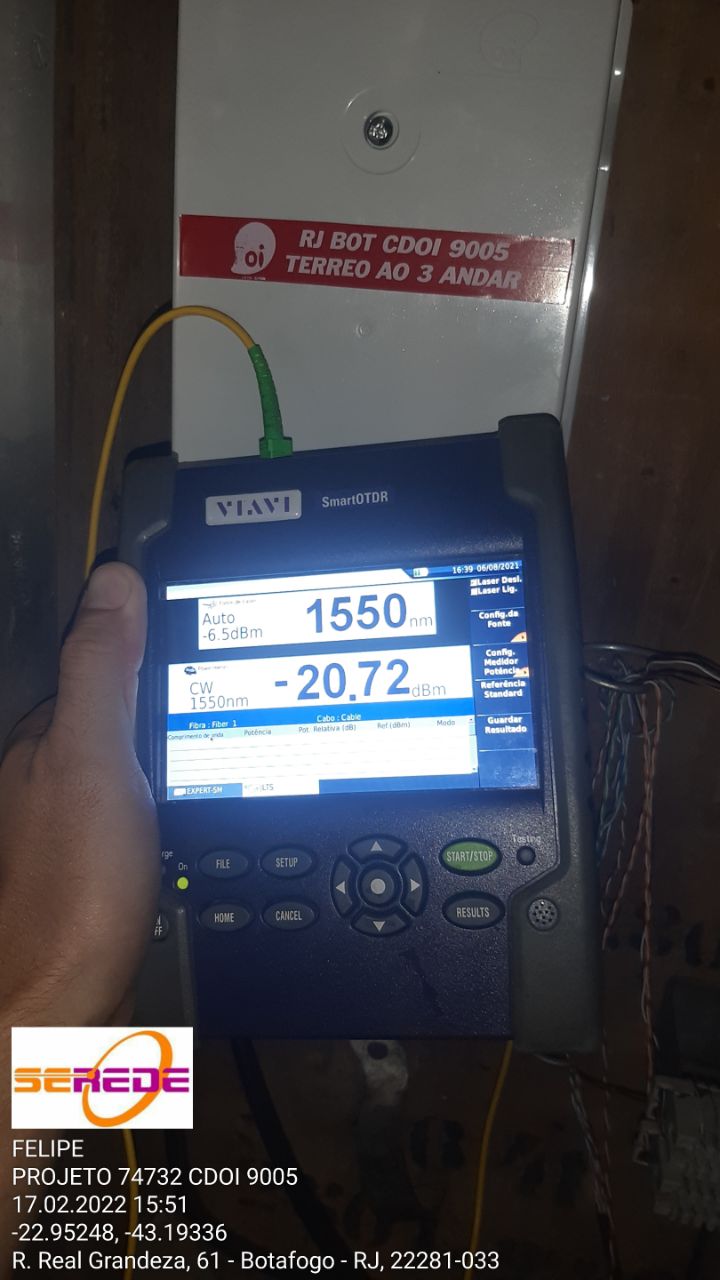 oi
RJ BOT CDOI 9005
TERREO AO 3 ANDAR
VIAVI
SmartOTDR
16:39 06/08/2021
Laser Desl.
Laser Lig.
Auto
-6.5dBm
1550nm
Config.da
Fonte
CW
1550nm
-20.72dBm
Config.
Medidor
Potência
Referência
Standard
Fibra : Fiber 1
Cabo : Cable
Comprimento de onda
Potência
Pot. Relativa (dB)
Ref.(dBm)
Modo
Guardar
Resultado
EXPERT-SM
LTS
On
Testing
FILE
SETUP
START/STOP
HOME
CANCEL
RESULTS
SEREDE
FELIPE
PROJETO 74732 CDOI 9005
17.02.2022 15:51
-22.95248, -43.19336
R. Real Grandeza, 61 - Botafogo - RJ, 22281-033